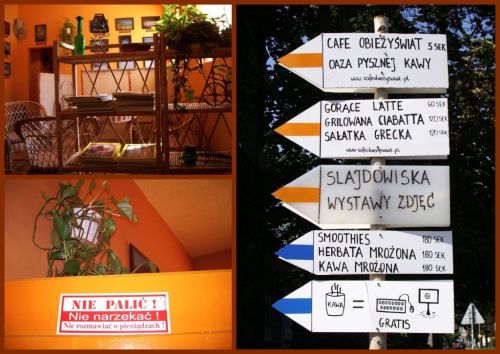 NIE PALIĆ !
Nie narzekać !
Nie rozmawiać o pieniądzach !
CAFE OBIEŻYŚWIAT 5 SEK
OAZA PYSZNEJ KAWY
www.cafeobiezyswiat.pl
GORĄCE LATTE 60 SEK
GRILOWANA CIABATTA 170 SEK
SAŁATKA GRECKA 120 SEK
www.cafeobiezyswiat.pl
SLAJDOWISKA
WYSTAWY ZDJĘĆ
SMOOTHIES 180 SEK
HERBATA MROŻONA 180 SEK
KAWA MROŻONA 180 SEK
KAWA =
GRATIS